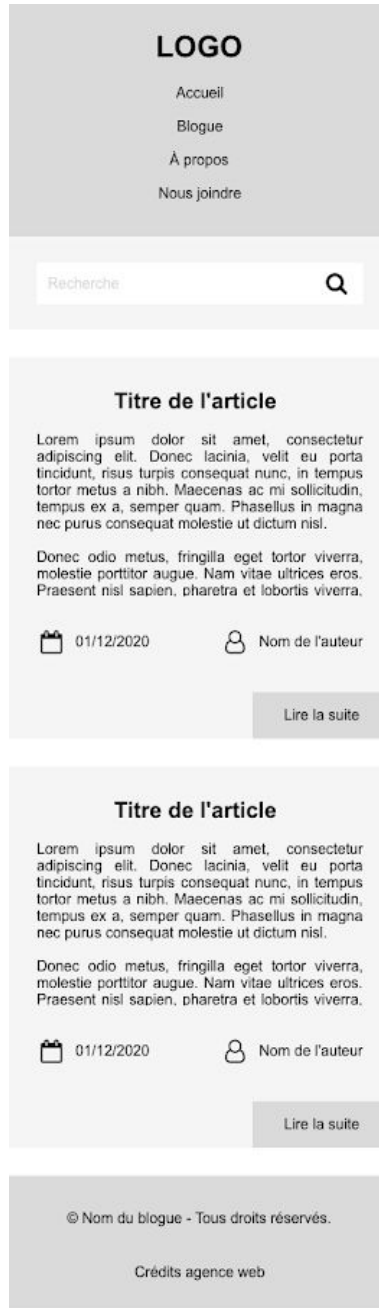 LOGO
Accueil
Blogue
À propos
Nous joindre
Recherche
Titre de l'article
Lorem ipsum dolor sit amet, consectetur
adipiscing elit. Donec lacinia, velit eu porta
tincidunt, risus turpis consequat nunc, in tempus
tortor metus a nibh. Maecenas ac mi sollicitudin,
tempus ex a, semper quam. Phasellus in magna
nec purus consequat molestie ut dictum nisl.
Donec odio metus, fringilla eget tortor viverra,
molestie porttitor augue. Nam vitae ultrices eros.
Praesent nisl sapien, pharetra et lobortis viverra,
01/12/2020 Nom de l'auteur
Lire la suite
Titre de l'article
Lorem ipsum dolor sit amet, consectetur
adipiscing elit. Donec lacinia, velit eu porta
tincidunt, risus turpis consequat nunc, in tempus
tortor metus a nibh. Maecenas ac mi sollicitudin,
tempus ex a, semper quam. Phasellus in magna
nec purus consequat molestie ut dictum nisl.
Donec odio metus, fringilla eget tortor viverra,
molestie porttitor augue. Nam vitae ultrices eros.
Praesent nisl sapien, pharetra et lobortis viverra,
01/12/2020 Nom de l'auteur
Lire la suite
© Nom du blogue - Tous droits réservés.
Crédits agence web